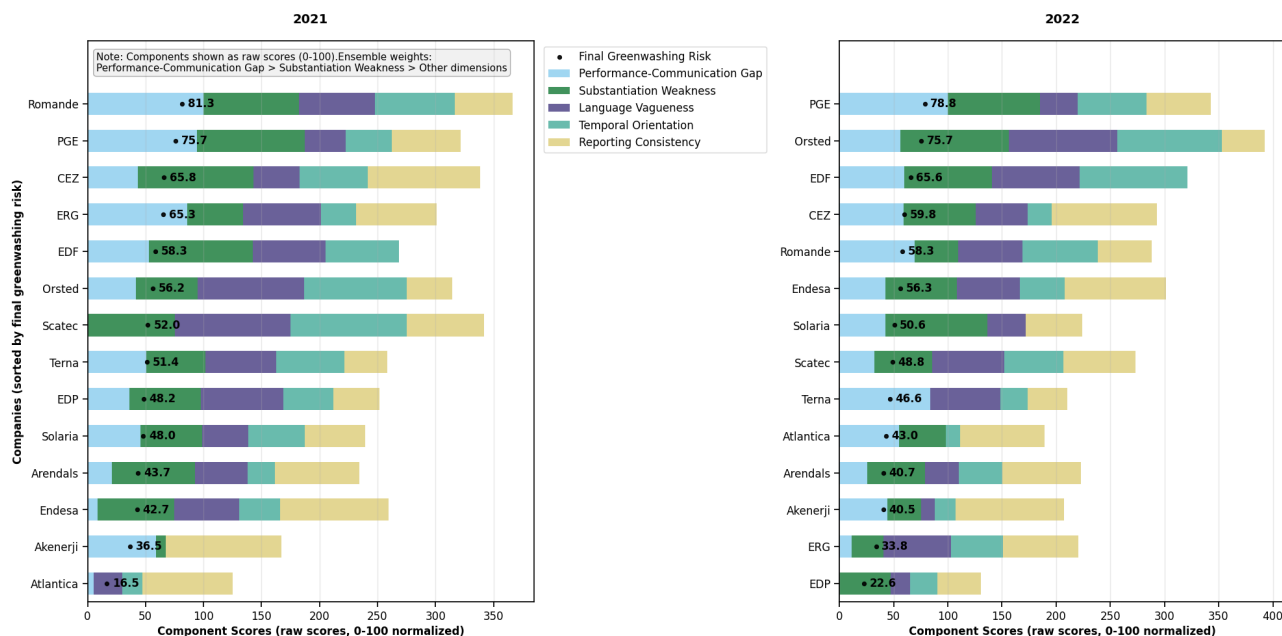 2021
2022
Note: Components shown as raw scores (0-100).Ensemble weights:
Performance-Communication Gap > Substantiation Weakness > Other dimensions
Final Greenwashing Risk
Performance-Communication Gap
Substantiation Weakness
Language Vagueness
Temporal Orientation
Reporting Consistency
Companies (sorted by final greenwashing risk)
Romande 81.3
PGE 75.7
CEZ 65.8
ERG 65.3
EDF 58.3
Orsted 56.2
Scatec 52.0
Terna 51.4
EDP 48.2
Solaria 48.0
Arendals 43.7
Endesa 42.7
Akenerji 36.5
Atlantica 16.5
0 50 100 150 200 250 300 350
Component Scores (raw scores, 0-100 normalized)
PGE 78.8
Orsted 75.7
EDF 65.6
CEZ 59.8
Romande 58.3
Endesa 56.3
Solaria 50.6
Scatec 48.8
Terna 46.6
Atlantica 43.0
Arendals 40.7
Akenerji 40.5
ERG 33.8
EDP 22.6
0 50 100 150 200 250 300 350 400
Component Scores (raw scores, 0-100 normalized)